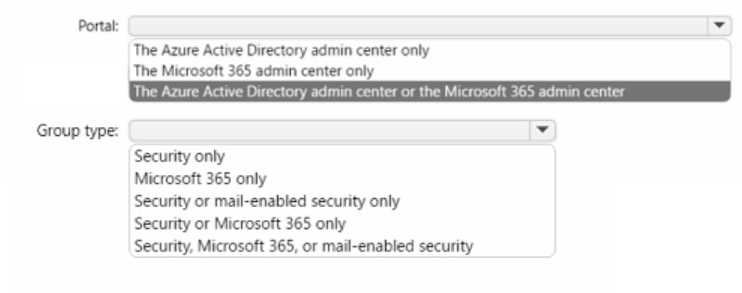 Portal:
The Azure Active Directory admin center only
The Microsoft 365 admin center only
The Azure Active Directory admin center or the Microsoft 365 admin center
Group type:
Security only
Microsoft 365 only
Security or mail-enabled security only
Security or Microsoft 365 only
Security, Microsoft 365, or mail-enabled security